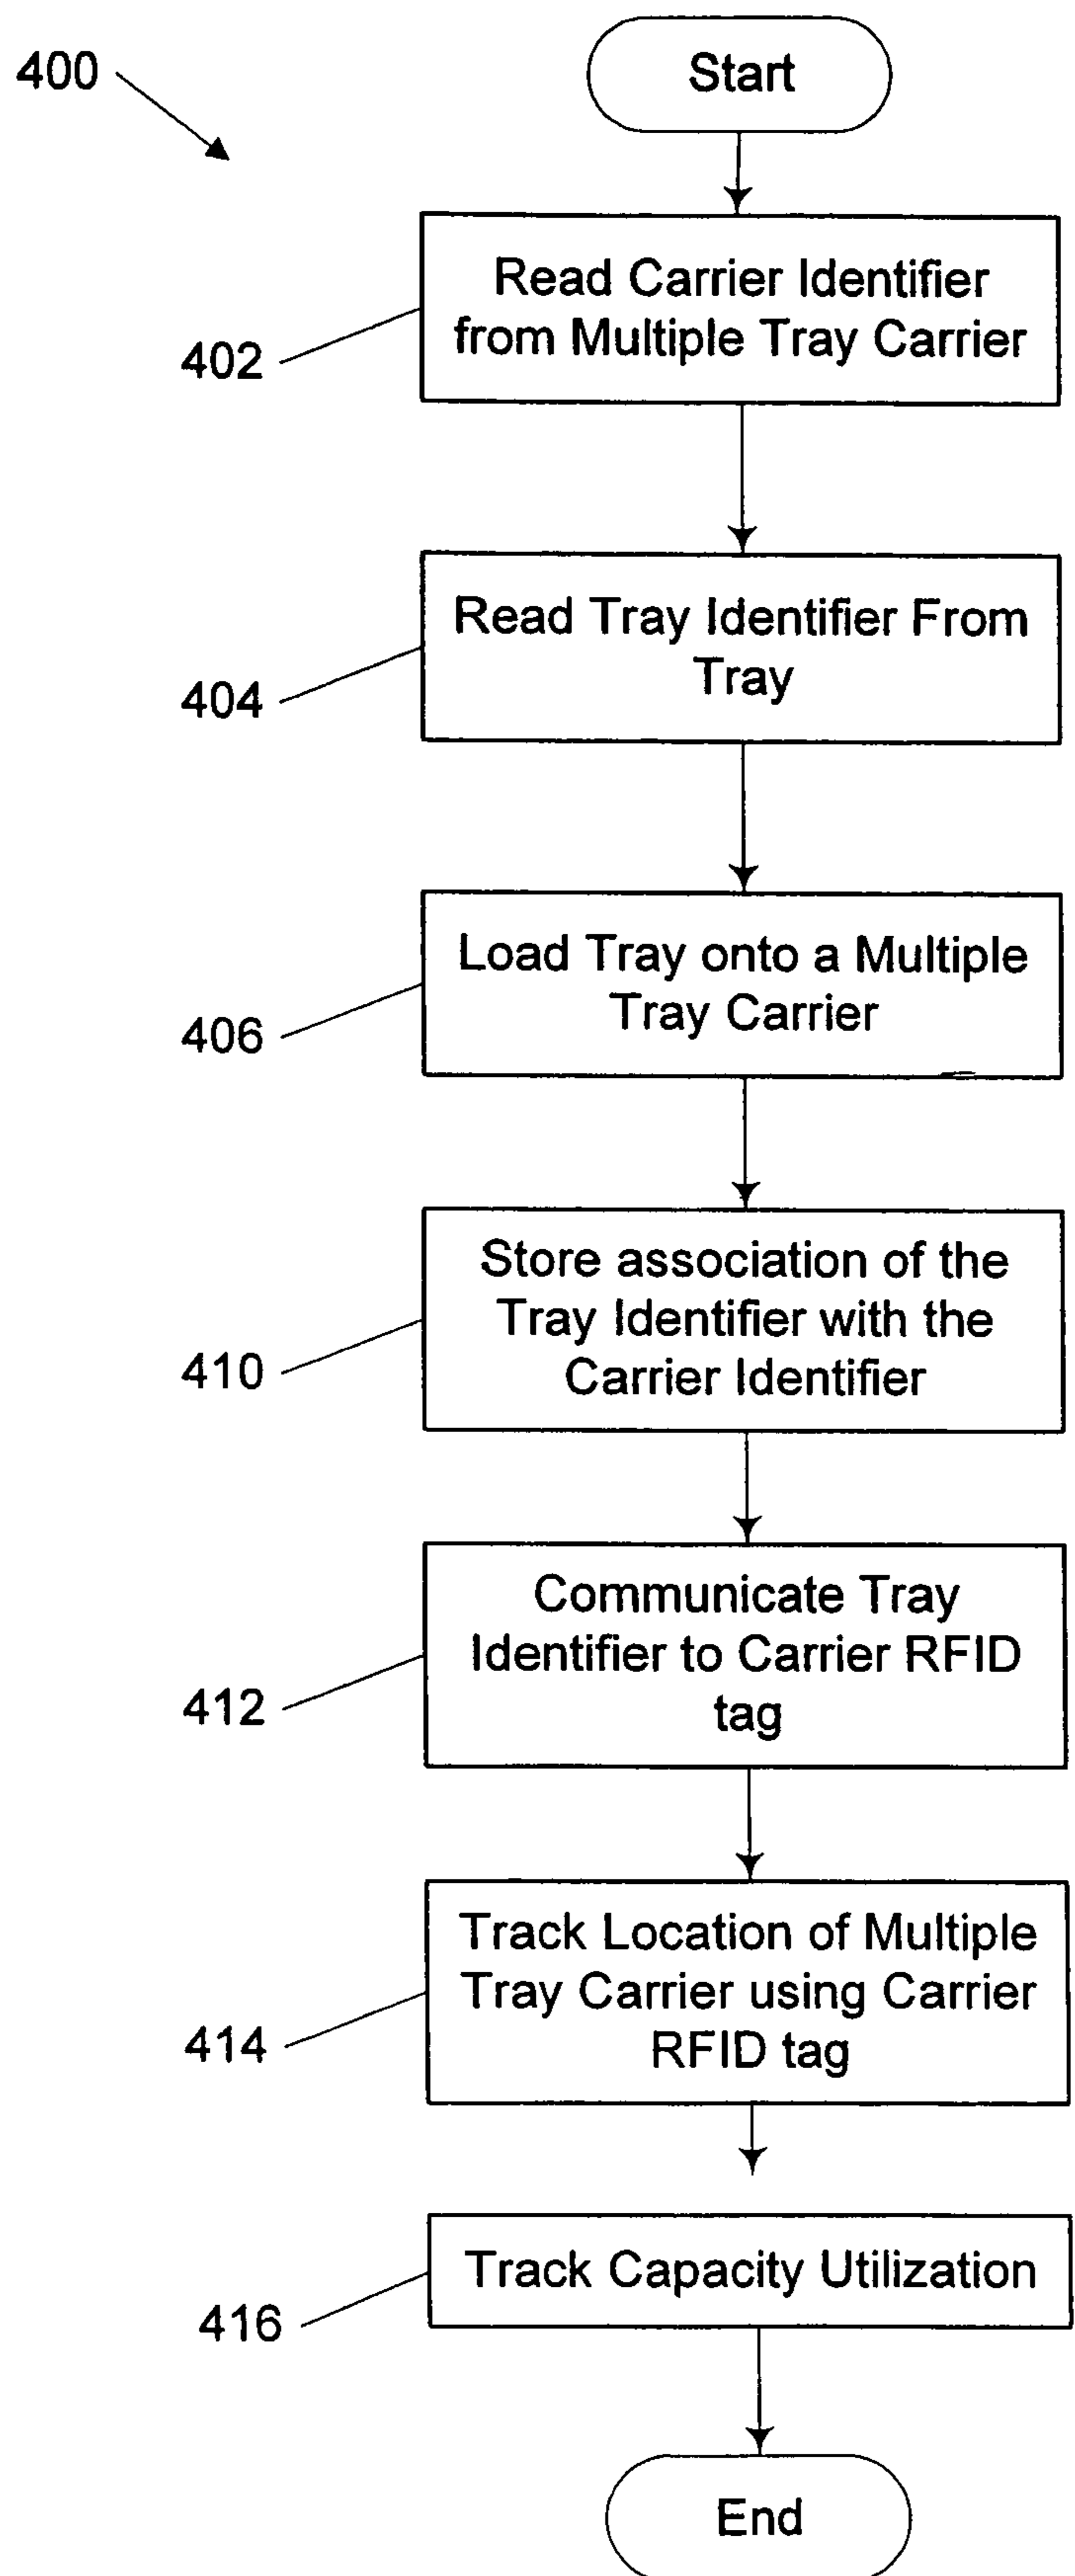 400
Start
Read Carrier Identifier
from Multiple Tray Carrier
402
Read Tray Identifier From
Tray
404
Load Tray onto a Multiple
Tray Carrier
406
Store association of the
Tray Identifier with the
Carrier Identifier
410
Communicate Tray
Identifier to Carrier RFID
tag
412
Track Location of Multiple
Tray Carrier using Carrier
RFID tag
414
Track Capacity Utilization
416
End